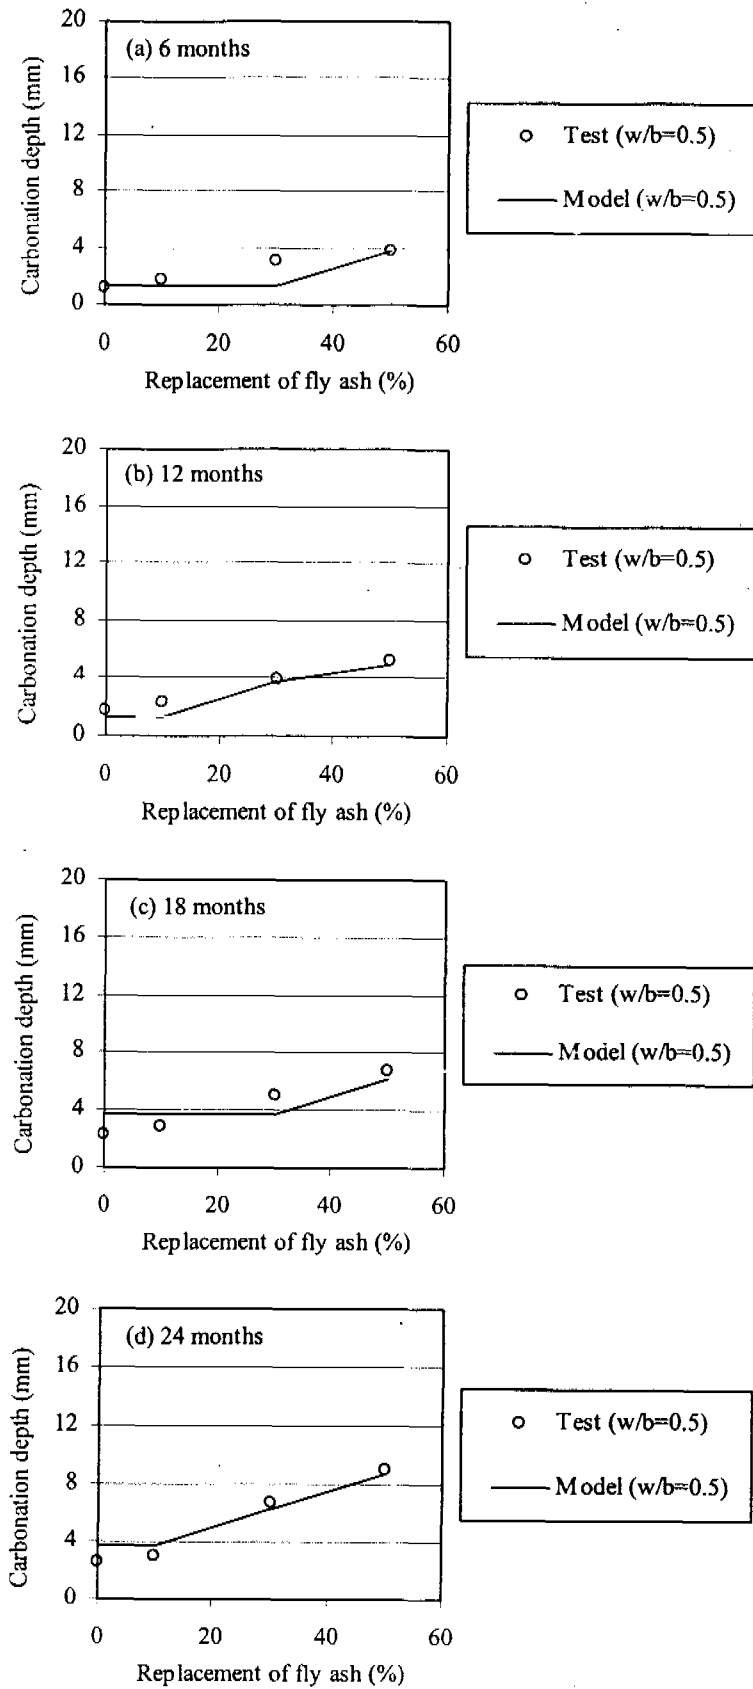 (a) 6 months
20
16
12
8
4
0
Carbonation depth (mm)
0 20 40 60
Replacement of fly ash (%)
Test (w/b=0.5)
Model (w/b=0.5)
(b) 12 months
20
16
12
8
4
0
Carbonation depth (mm)
0 20 40 60
Replacement of fly ash (%)
Test (w/b=0.5)
Model (w/b=0.5)
(c) 18 months
20
16
12
8
4
0
Carbonation depth (mm)
0 20 40 60
Replacement of fly ash (%)
Test (w/b=0.5)
Model (w/b=0.5)
(d) 24 months
20
16
12
8
4
0
Carbonation depth (mm)
0 20 40 60
Replacement of fly ash (%)
Test (w/b=0.5)
Model (w/b=0.5)